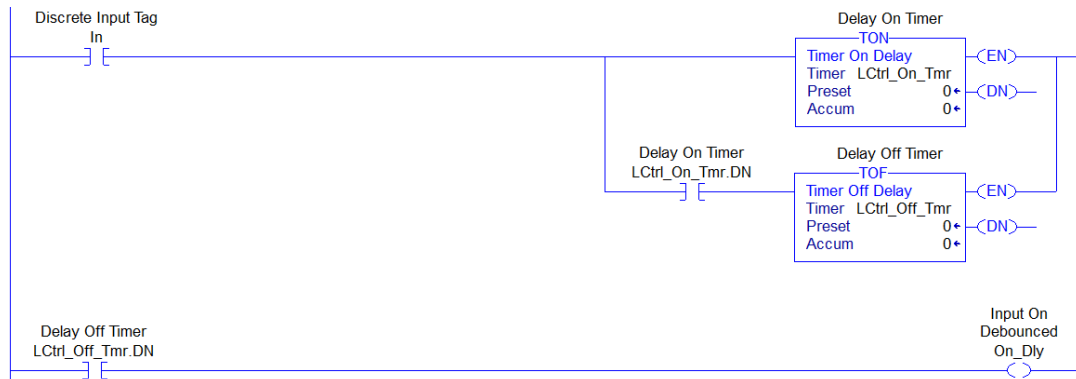 Discrete Input Tag
In
Delay On Timer
TON
Timer On Delay
Timer LCtrl_On_Tmr
Preset 0
Accum 0
EN
DN
Delay On Timer
LCtrl_On_Tmr.DN
Delay Off Timer
TOF
Timer Off Delay
Timer LCtrl_Off_Tmr
Preset 0
Accum 0
EN
DN
Delay Off Timer
LCtrl_Off_Tmr.DN
Input On
Debounced
On_Dly